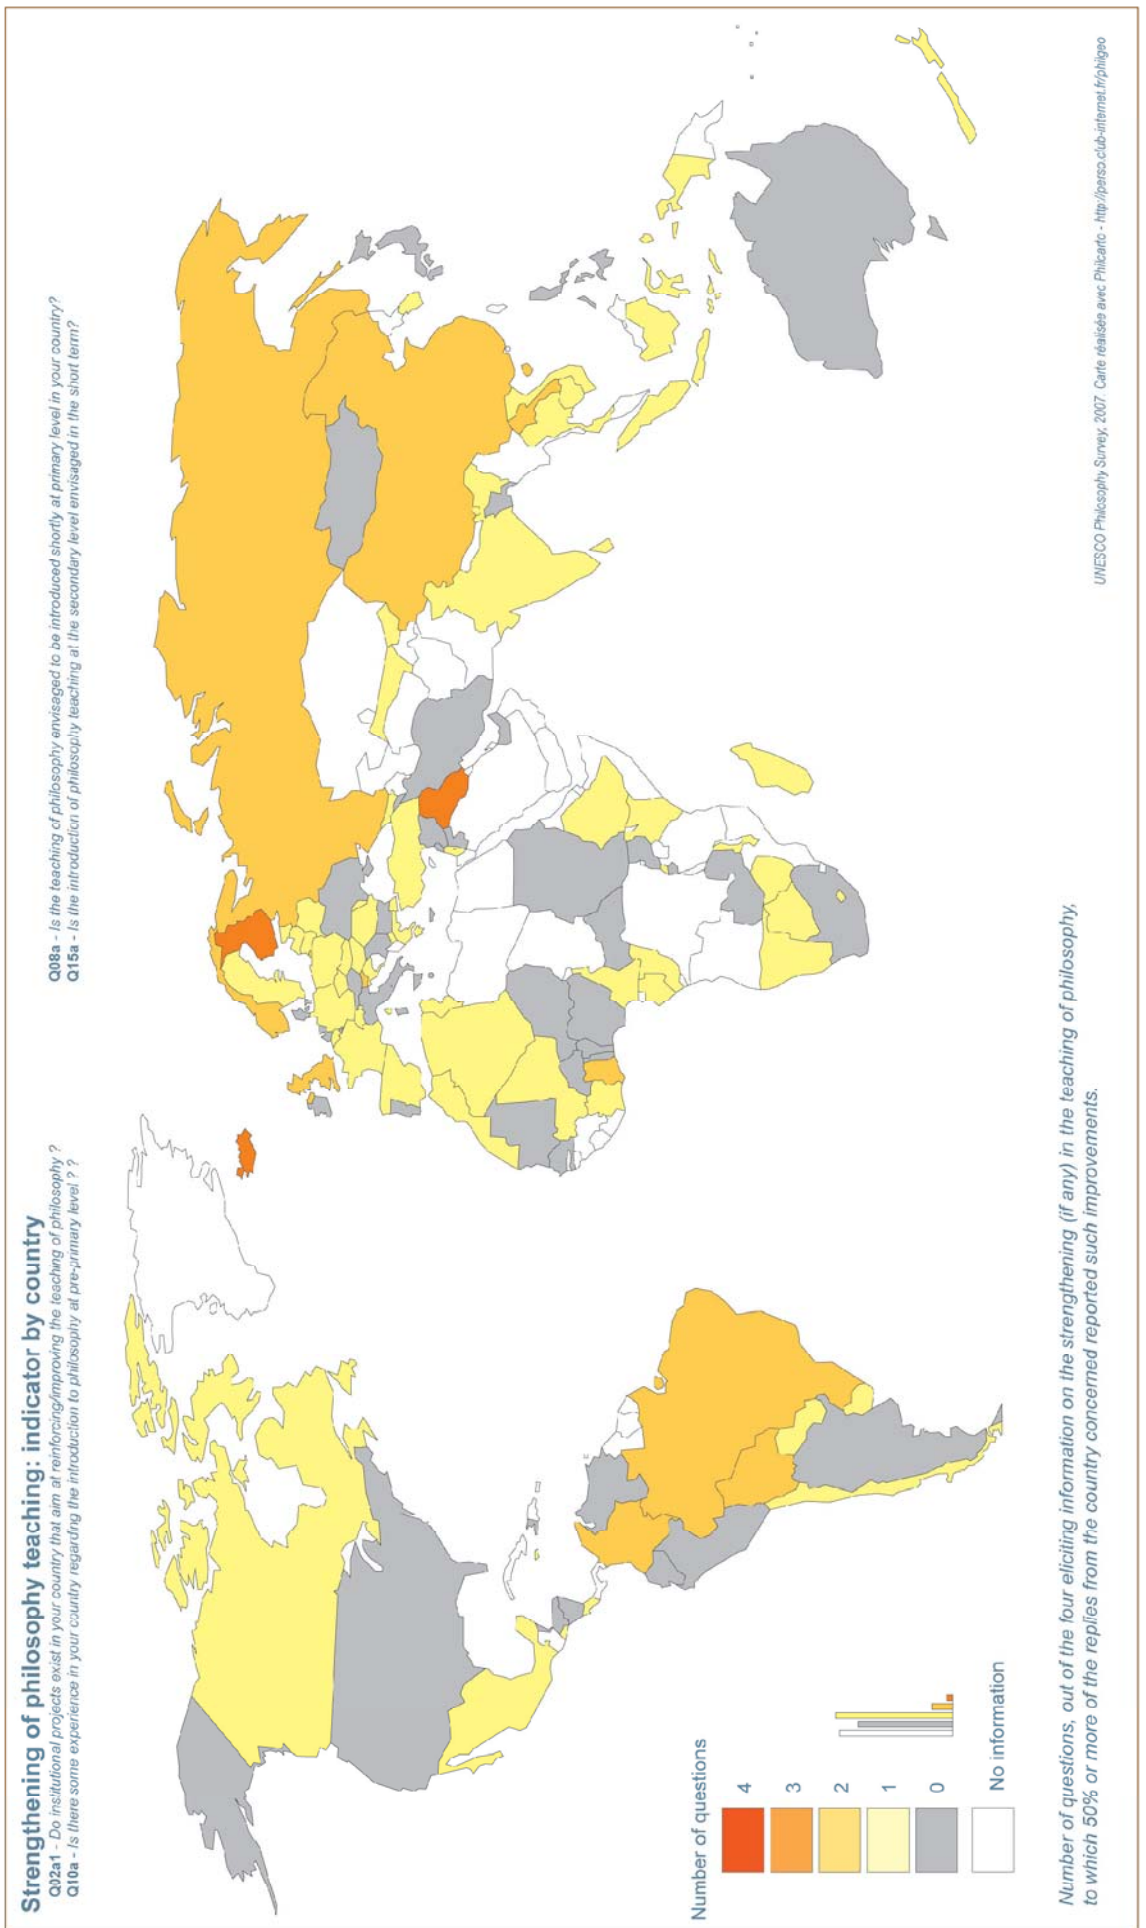 Strengthening of philosophy teaching: indicator by country
Q02a1 - Do institutional projects exist in your country that aim at reinforcing/improving the teaching of philosophy ?
Q10a - Is there some experience in your country regarding the introduction to philosophy at pre-primary level ? ?
Q08a - Is the teaching of philosophy envisaged to be introduced shortly at primary level in your country?
Q15a - Is the introduction of philosophy teaching at the secondary level envisaged in the short term?
Number of questions
4
3
2
1
0
No information
Number of questions, out of the four eliciting information on the strengthening (if any) in the teaching of philosophy,
to which 50% or more of the replies from the country concerned reported such improvements.
UNESCO Philosophy Survey, 2007. Carte réalisée avec Philcarto - http://perso.club-internet.fr/philgeo